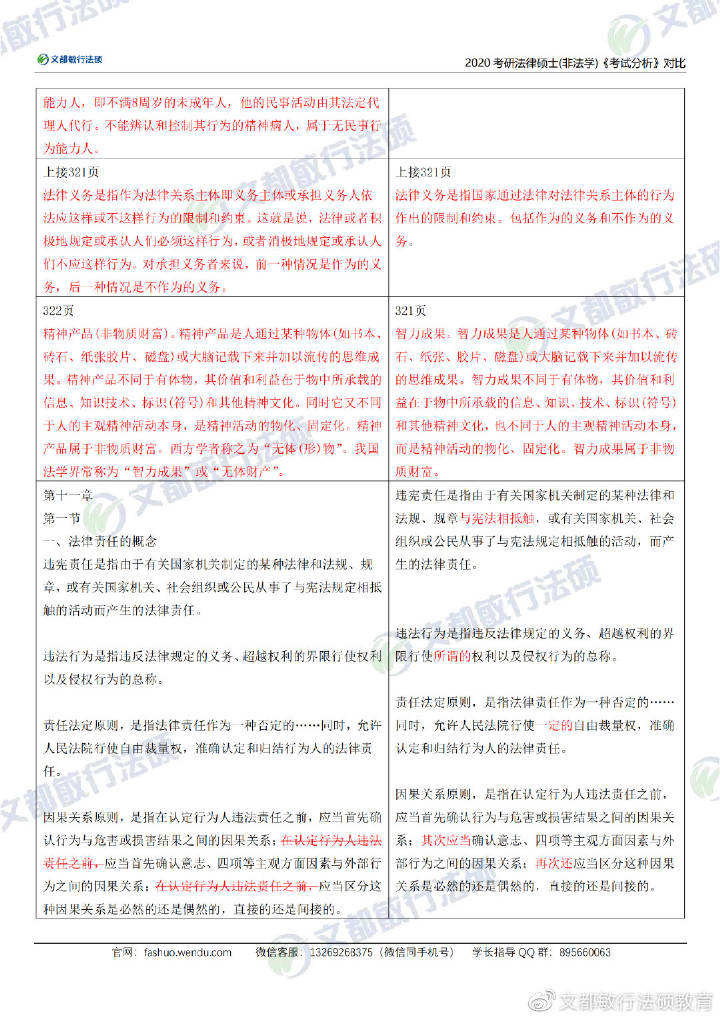 文都敏行法硕
2020 考研法律硕士(非法学)《考试分析》对比
能力人，即不满8周岁的未成年人，他的民事活动由其法定代
理人代行。不能辨认和控制其行为的精神病人，属于无民事行
为能力人。
上接321页
法律义务是指作为法律关系主体即义务主体或承担义务人依
法应这样或不这样行为的限制和约束。这就是说，法律或者积
极地规定或承认人们必须这样行为，或者消极地规定或承认人
们不应这样行为。对承担义务者来说，前一种情况是作为的义
务，后一种情况是不作为的义务。
上接321页
法律义务是指国家通过法律对法律关系主体的行为
作出的限制和约束。包括作为的义务和不作为的义
务。
322页
精神产品(非物质财富)。精神产品是人通过某种物体(如书本、
砖石、纸张胶片、磁盘)或大脑记载下来并加以流传的思维成
果。精神产品不同于有体物，其价值和利益在于物中所承载的
信息、知识技术、标识(符号)和其他精神文化。同时它又不同
于人的主观精神活动本身，是精神活动的物化、固定化。精神
产品属于非物质财富。西方学者称之为“无体(形)物”。我国
法学界常称为“智力成果”或“无体财产”。
321页
智力成果。智力成果是人通过某种物体(如书本、砖
石、纸张、胶片、磁盘)或大脑记载下来并加以流传
的思维成果。智力成果不同于有体物，其价值和利
益在于物中所承载的信息、知识、技术、标识(符号)
和其他精神文化，也不同于人的主观精神活动本身，
而是精神活动的物化、固定化。智力成果属于非物
质财富。
第十一章
第一节
一、法律责任的概念
违宪责任是指由于有关国家机关制定的某种法律和法规、规
章，或有关国家机关、社会组织或公民从事了与宪法规定相抵
触的活动而产生的法律责任。
违法行为是指违反法律规定的义务、超越权利的界限行使权利
以及侵权行为的总称。
责任法定原则，是指法律责任作为一种否定的……同时，允许
人民法院行使自由裁量权，准确认定和归结行为人的法律责
任。
因果关系原则，是指在认定行为人违法责任之前，应当首先确
认行为与危害或损害结果之间的因果关系；在认定行为人违法
责任之前，应当首先确认意志、四项等主观方面因素与外部行
为之间的因果关系；在认定行为人违法责任之前，应当区分这
种因果关系是必然的还是偶然的，直接的还是间接的。
违宪责任是指由于有关国家机关制定的某种法律和
法规、规章与宪法相抵触，或有关国家机关、社会
组织或公民从事了与宪法规定相抵触的活动，而产
生的法律责任。
违法行为是指违反法律规定的义务、超越权利的界
限行使所谓的权利以及侵权行为的总称。
责任法定原则，是指法律责任作为一种否定的……
同时，允许人民法院行使一定的自由裁量权，准确
认定和归结行为人的法律责任。
因果关系原则，是指在认定行为人违法责任之前，
应当首先确认行为与危害或损害结果之间的因果关
系；其次应当确认意志、四项等主观方面因素与外
部行为之间的因果关系；再次还应当区分这种因果
关系是必然的还是偶然的，直接的还是间接的。
官网：fashuo.wendu.com 微信客服：13269268375（微信同手机号） 学长指导 QQ 群：895660063
@文都敏行法硕教育